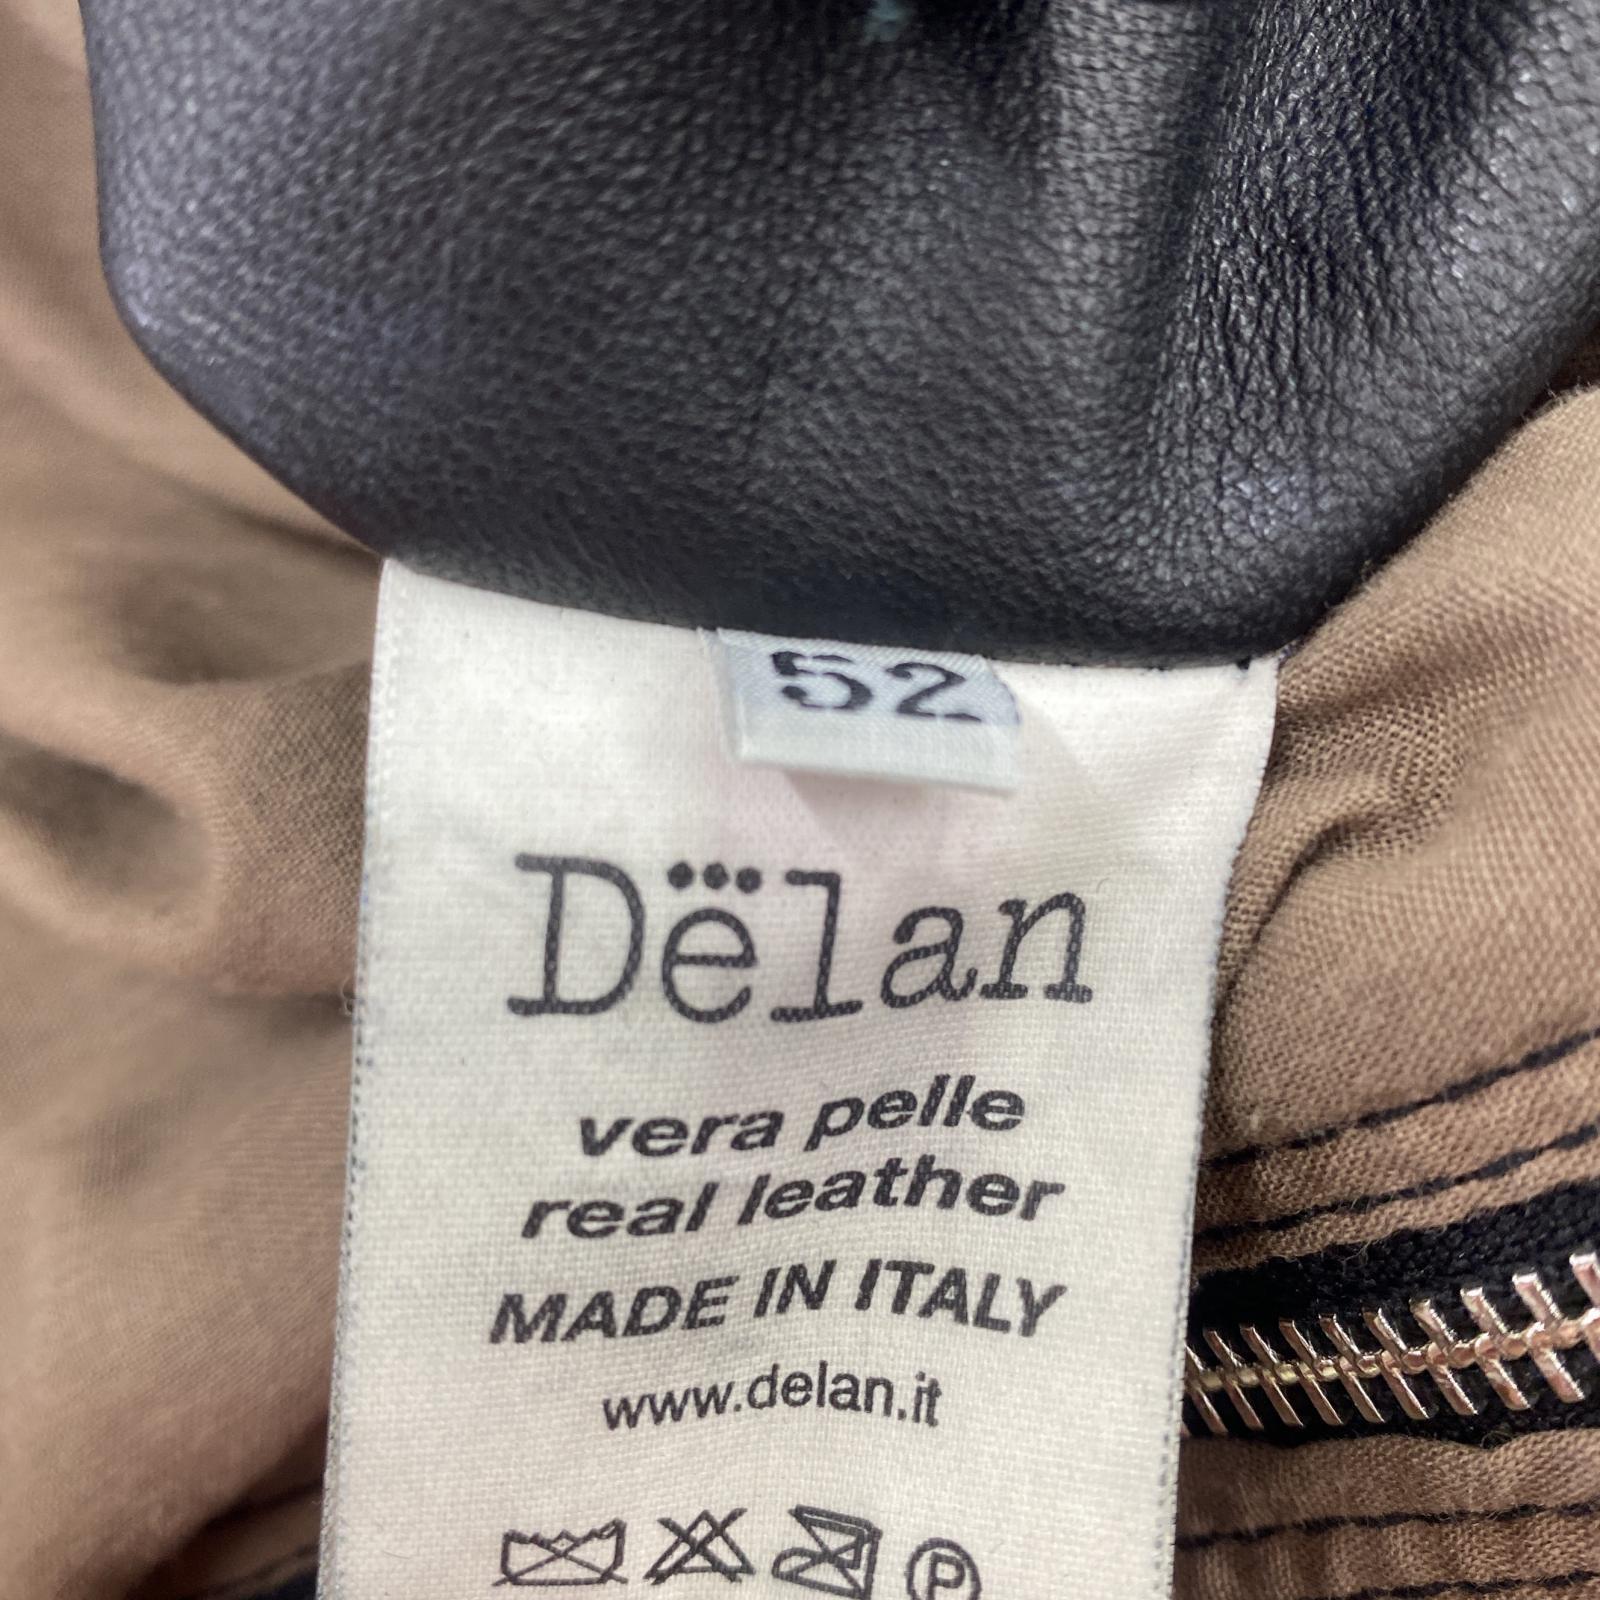 52
Dëlan
vera pelle
real leather
MADE IN ITALY
www.delan.it
P